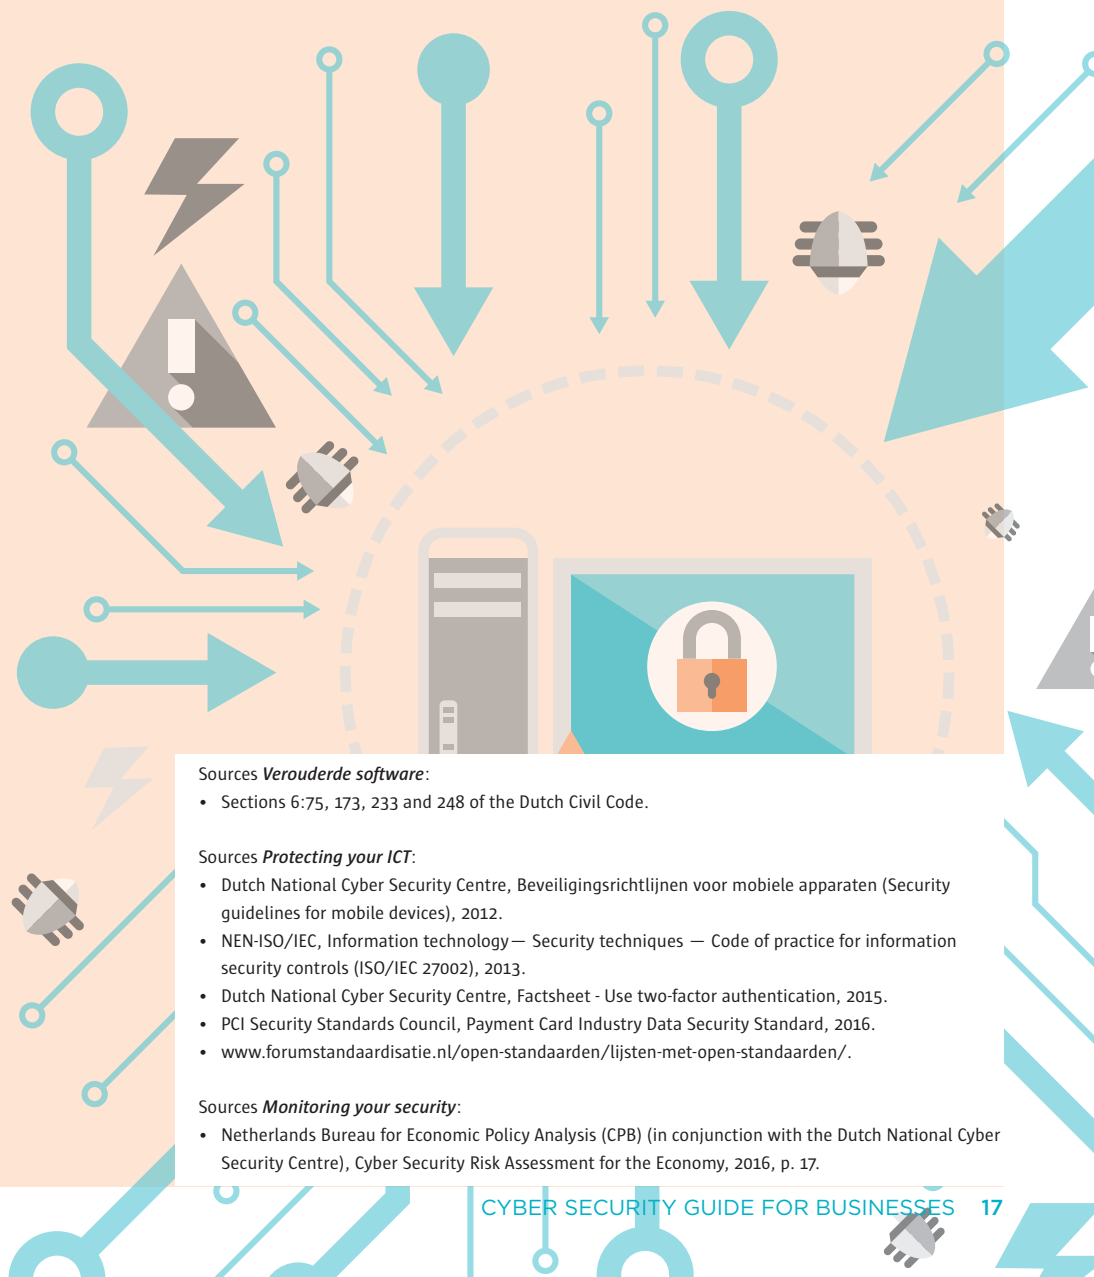 Sources Verouderde software:
• Sections 6:75, 173, 233 and 248 of the Dutch Civil Code.
Sources Protecting your ICT:
• Dutch National Cyber Security Centre, Beveiligingsrichtlijnen voor mobiele apparaten (Security
guidelines for mobile devices), 2012.
• NEN-ISO/IEC, Information technology— Security techniques — Code of practice for information
security controls (ISO/IEC 27002), 2013.
• Dutch National Cyber Security Centre, Factsheet - Use two-factor authentication, 2015.
• PCI Security Standards Council, Payment Card Industry Data Security Standard, 2016.
• www.forumstandaardisatie.nl/open-standaarden/lijsten-met-open-standaarden/.
Sources Monitoring your security:
• Netherlands Bureau for Economic Policy Analysis (CPB) (in conjunction with the Dutch National Cyber
Security Centre), Cyber Security Risk Assessment for the Economy, 2016, p. 17.
CYBER SECURITY GUIDE FOR BUSINESSES 17